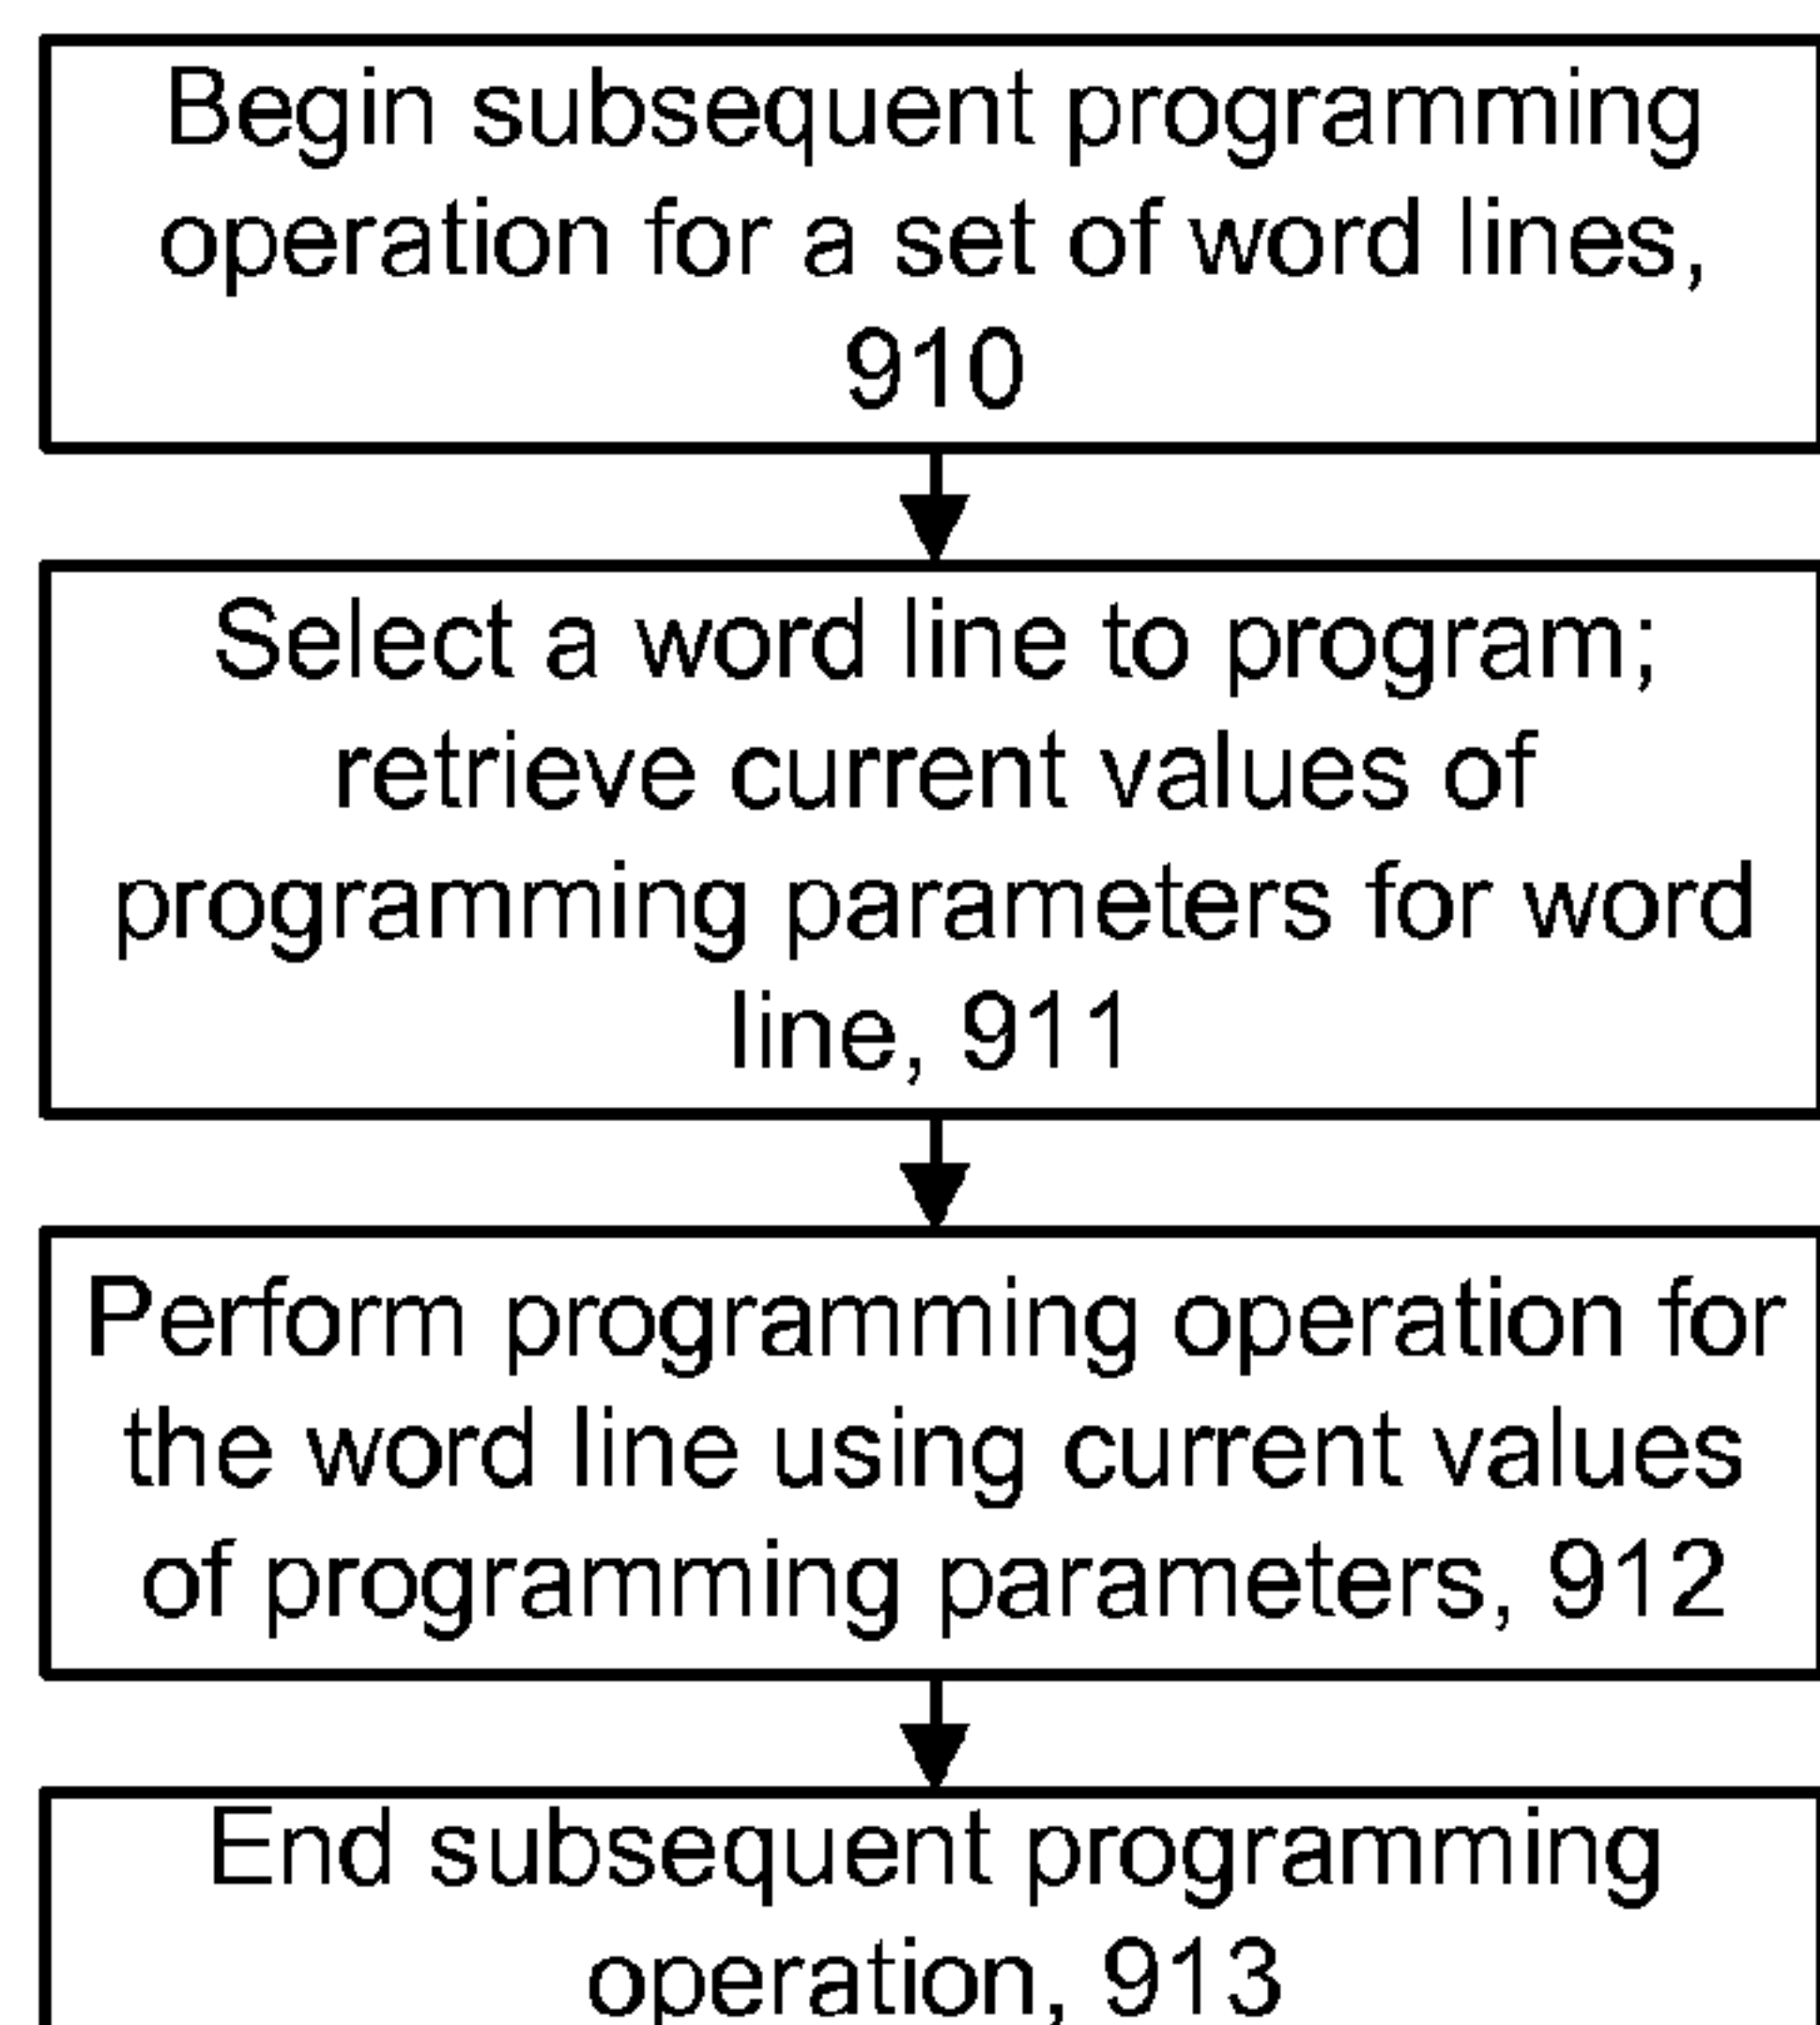 Begin subsequent programming
operation for a set of word lines,
910
Select a word line to program;
retrieve current values of
programming parameters for word
line, 911
Perform programming operation for
the word line using current values
of programming parameters, 912
End subsequent programming
operation, 913